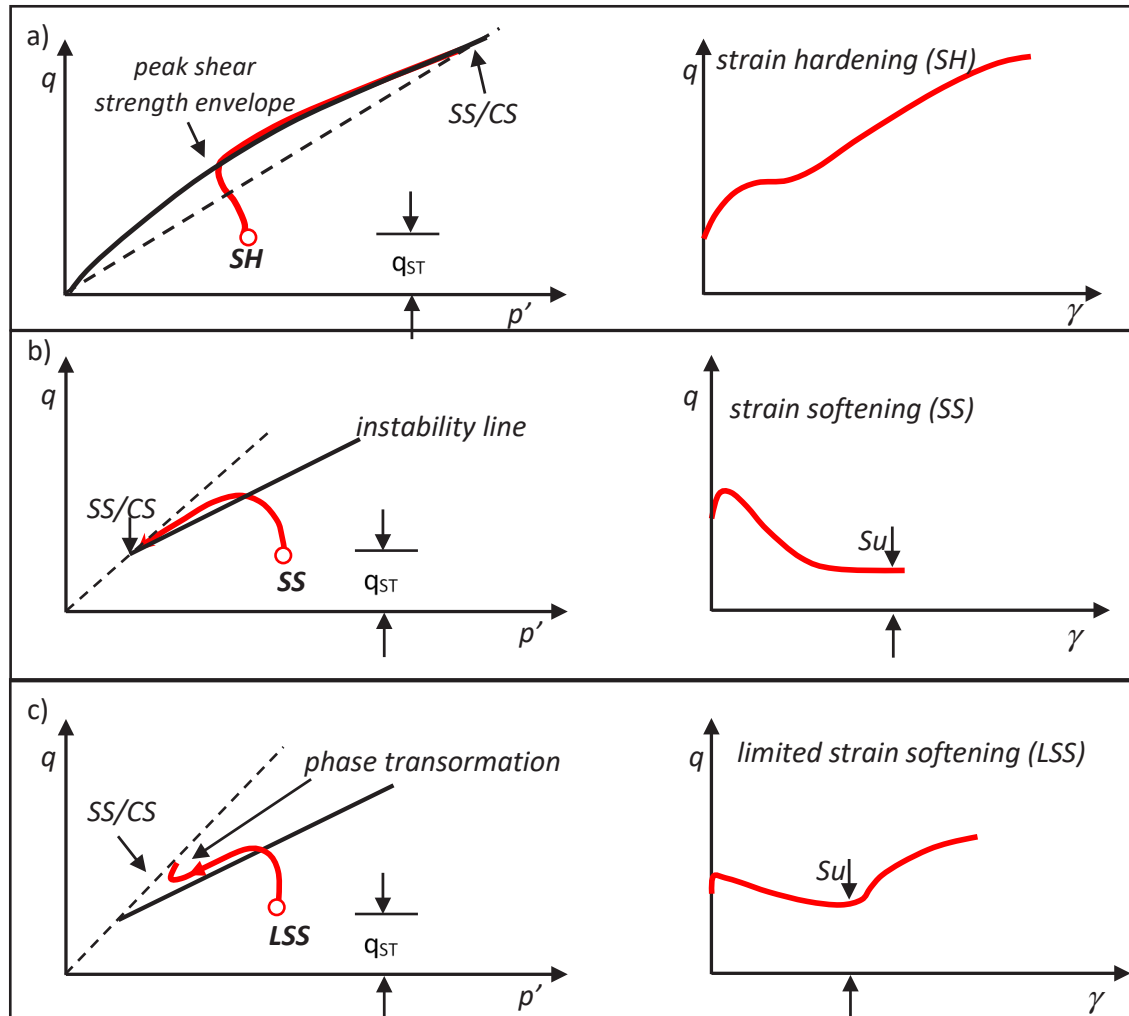 a)
q
peak shear
strength envelope
SS/CS
SH
qST
p'
strain hardening (SH)
q
γ
b)
q
instability line
SS/CS
SS
qST
p'
strain softening (SS)
q
Su
γ
c)
q
phase transormation
SS/CS
LSS
qST
p'
limited strain softening (LSS)
q
Su
γ